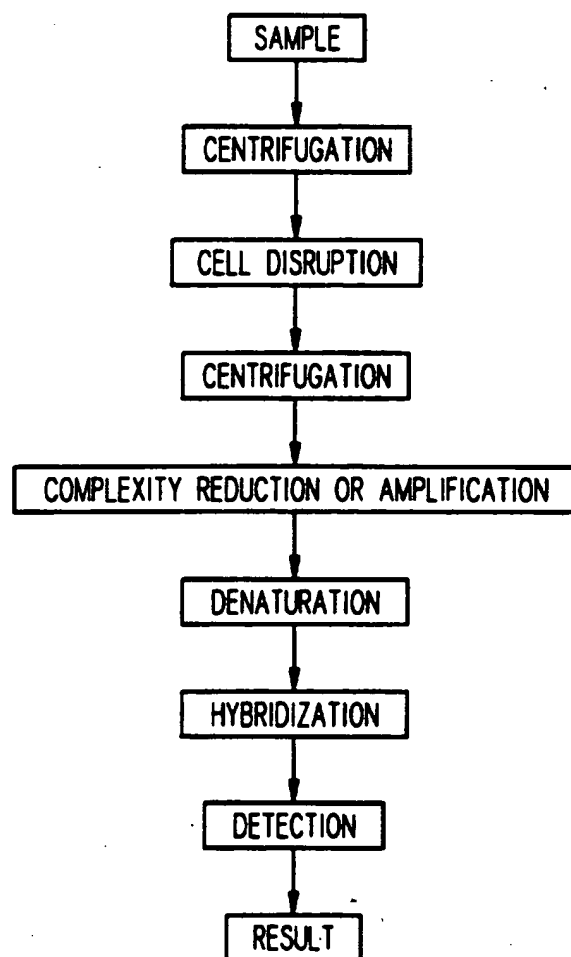 SAMPLE
CENTRIFUGATION
CELL DISRUPTION
CENTRIFUGATION
COMPLEXITY REDUCTION OR AMPLIFICATION
DENATURATION
HYBRIDIZATION
DETECTION
RESULT